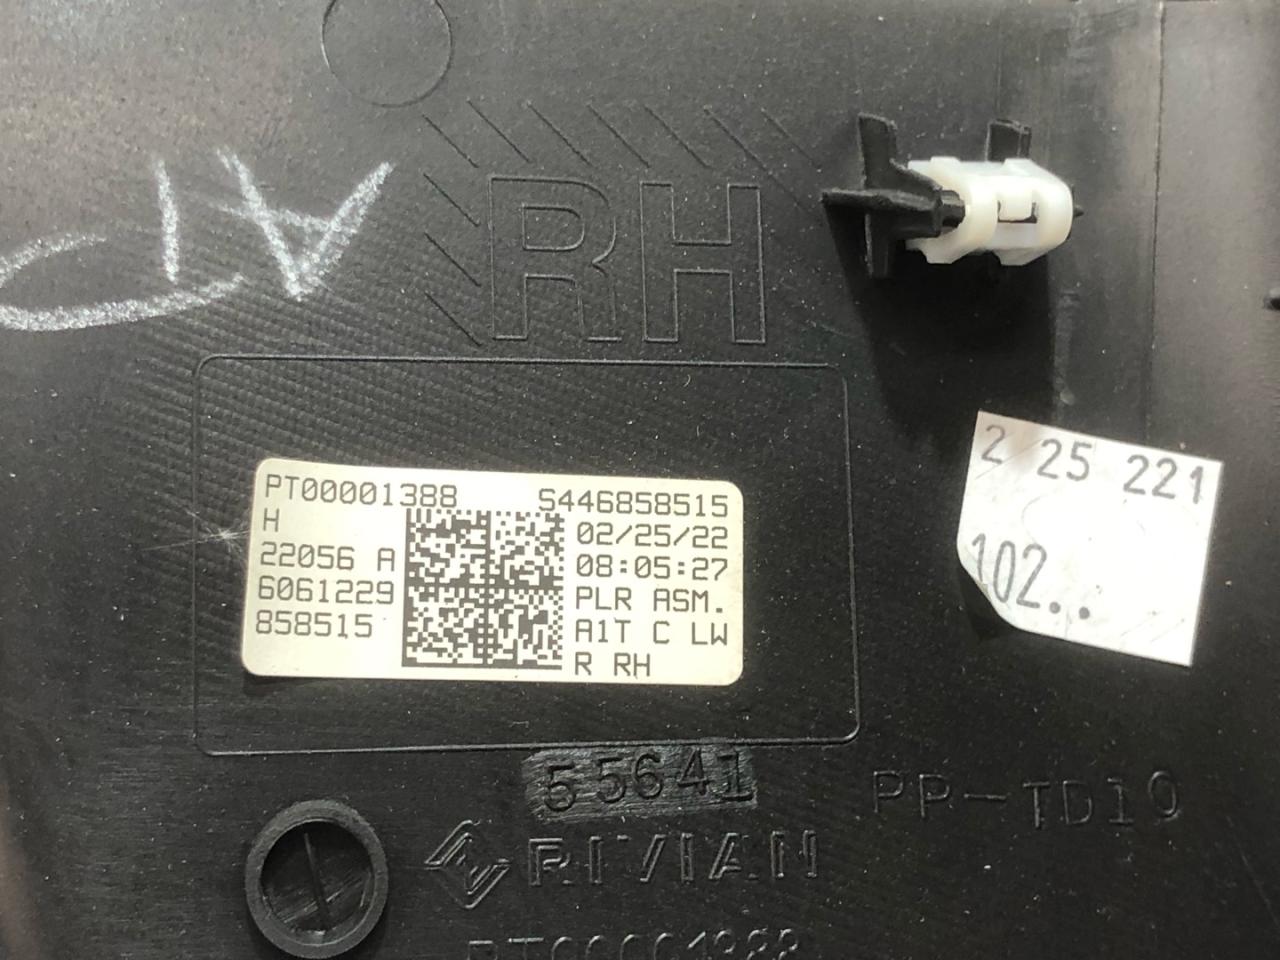 RH
PT00001388 S446858515
H 02/25/22
22056 A 08:05:27
6061229 PLR ASM.
858515 A1T C LW
R RH
2 25 221
102..
55641
PP-TD10
RIVIAN
PT00001388